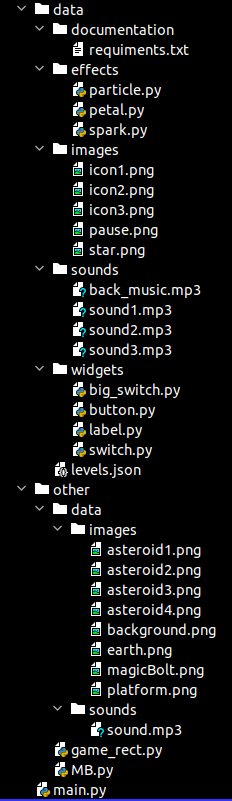 data
documentation
requiments.txt
effects
particle.py
petal.py
spark.py
images
icon1.png
icon2.png
icon3.png
pause.png
star.png
sounds
back_music.mp3
sound1.mp3
sound2.mp3
sound3.mp3
widgets
big_switch.py
button.py
label.py
switch.py
levels.json
other
data
images
asteroid1.png
asteroid2.png
asteroid3.png
asteroid4.png
background.png
earth.png
magicBolt.png
platform.png
sounds
sound.mp3
game_rect.py
MB.py
main.py